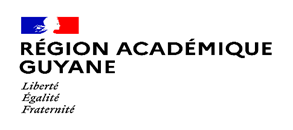 RÉGION ACADÉMIQUE
GUYANE
Liberté
Égalité
Fraternité